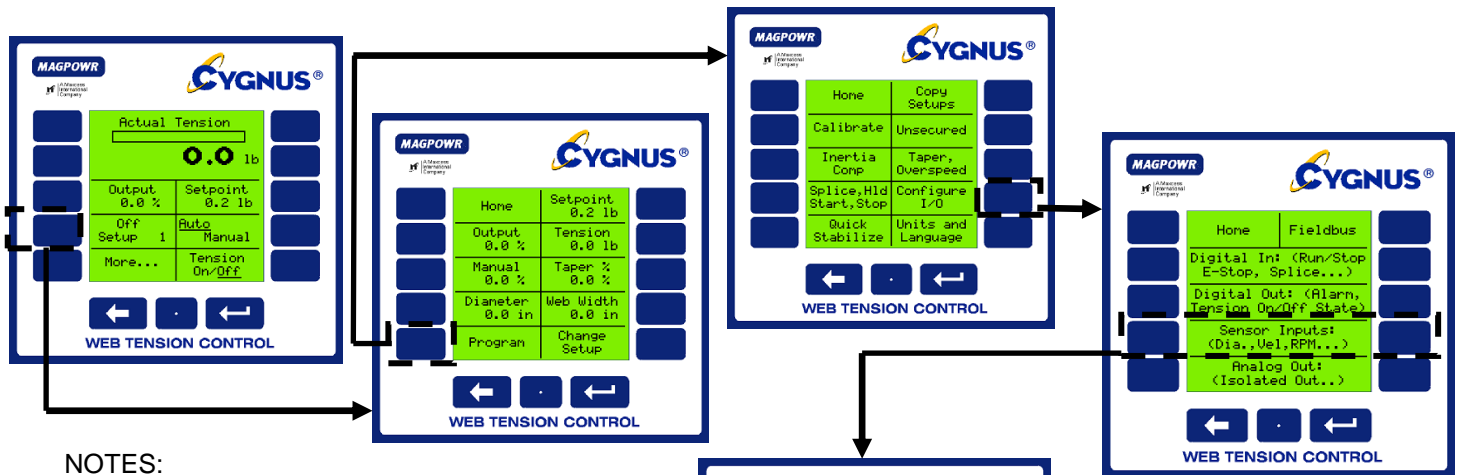 MAGPOWR
A Maxcess
International
Company
CYGNUS®
Actual Tension
0.0 lb
Output
0.0 %
Setpoint
0.2 lb
Off
Setup 1
Auto
Manual
More...
Tension
On/Off
WEB TENSION CONTROL
MAGPOWR
A Maxcess
International
Company
CYGNUS®
Home
Setpoint
0.2 lb
Output
0.0 %
Tension
0.0 lb
Manual
0.0 %
Taper %
0.0 %
Diameter
0.0 in
Web Width
0.0 in
Program
Change
Setup
WEB TENSION CONTROL
MAGPOWR
A Maxcess
International
Company
CYGNUS®
Home
Copy
Setups
Calibrate
Unsecured
Inertia
Comp
Taper,
Overspeed
Splice,Hld
Start,Stop
Configure
I/O
Quick
Stabilize
Units and
Language
WEB TENSION CONTROL
MAGPOWR
A Maxcess
International
Company
CYGNUS®
Home
Fieldbus
Digital In: (Run/Stop
E-Stop, Splice...)
Digital Out: (Alarm,
Tension On/Off State)
Sensor Inputs:
(Dia.,Vel,RPM...)
Analog Out:
(Isolated Out..)
WEB TENSION CONTROL
NOTES: